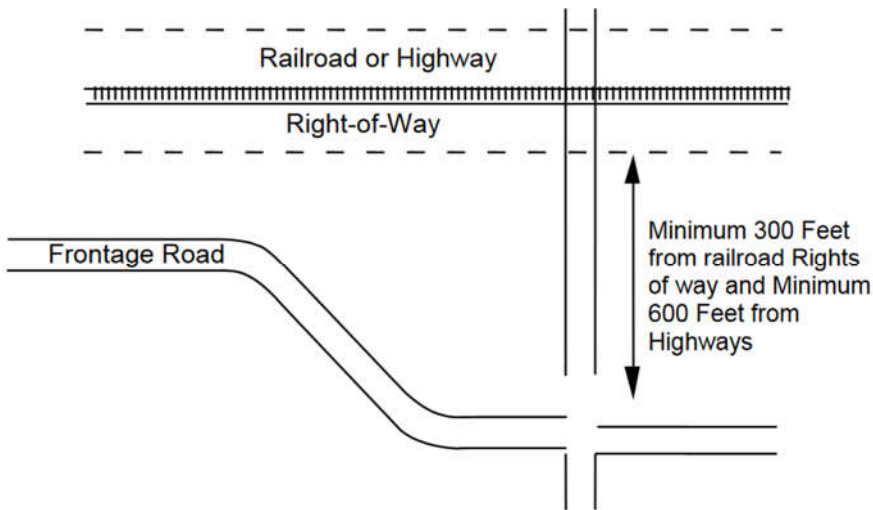 Railroad or Highway
Right-of-Way
Frontage Road
Minimum 300 Feet
from railroad Rights
of way and Minimum
600 Feet from
Highways